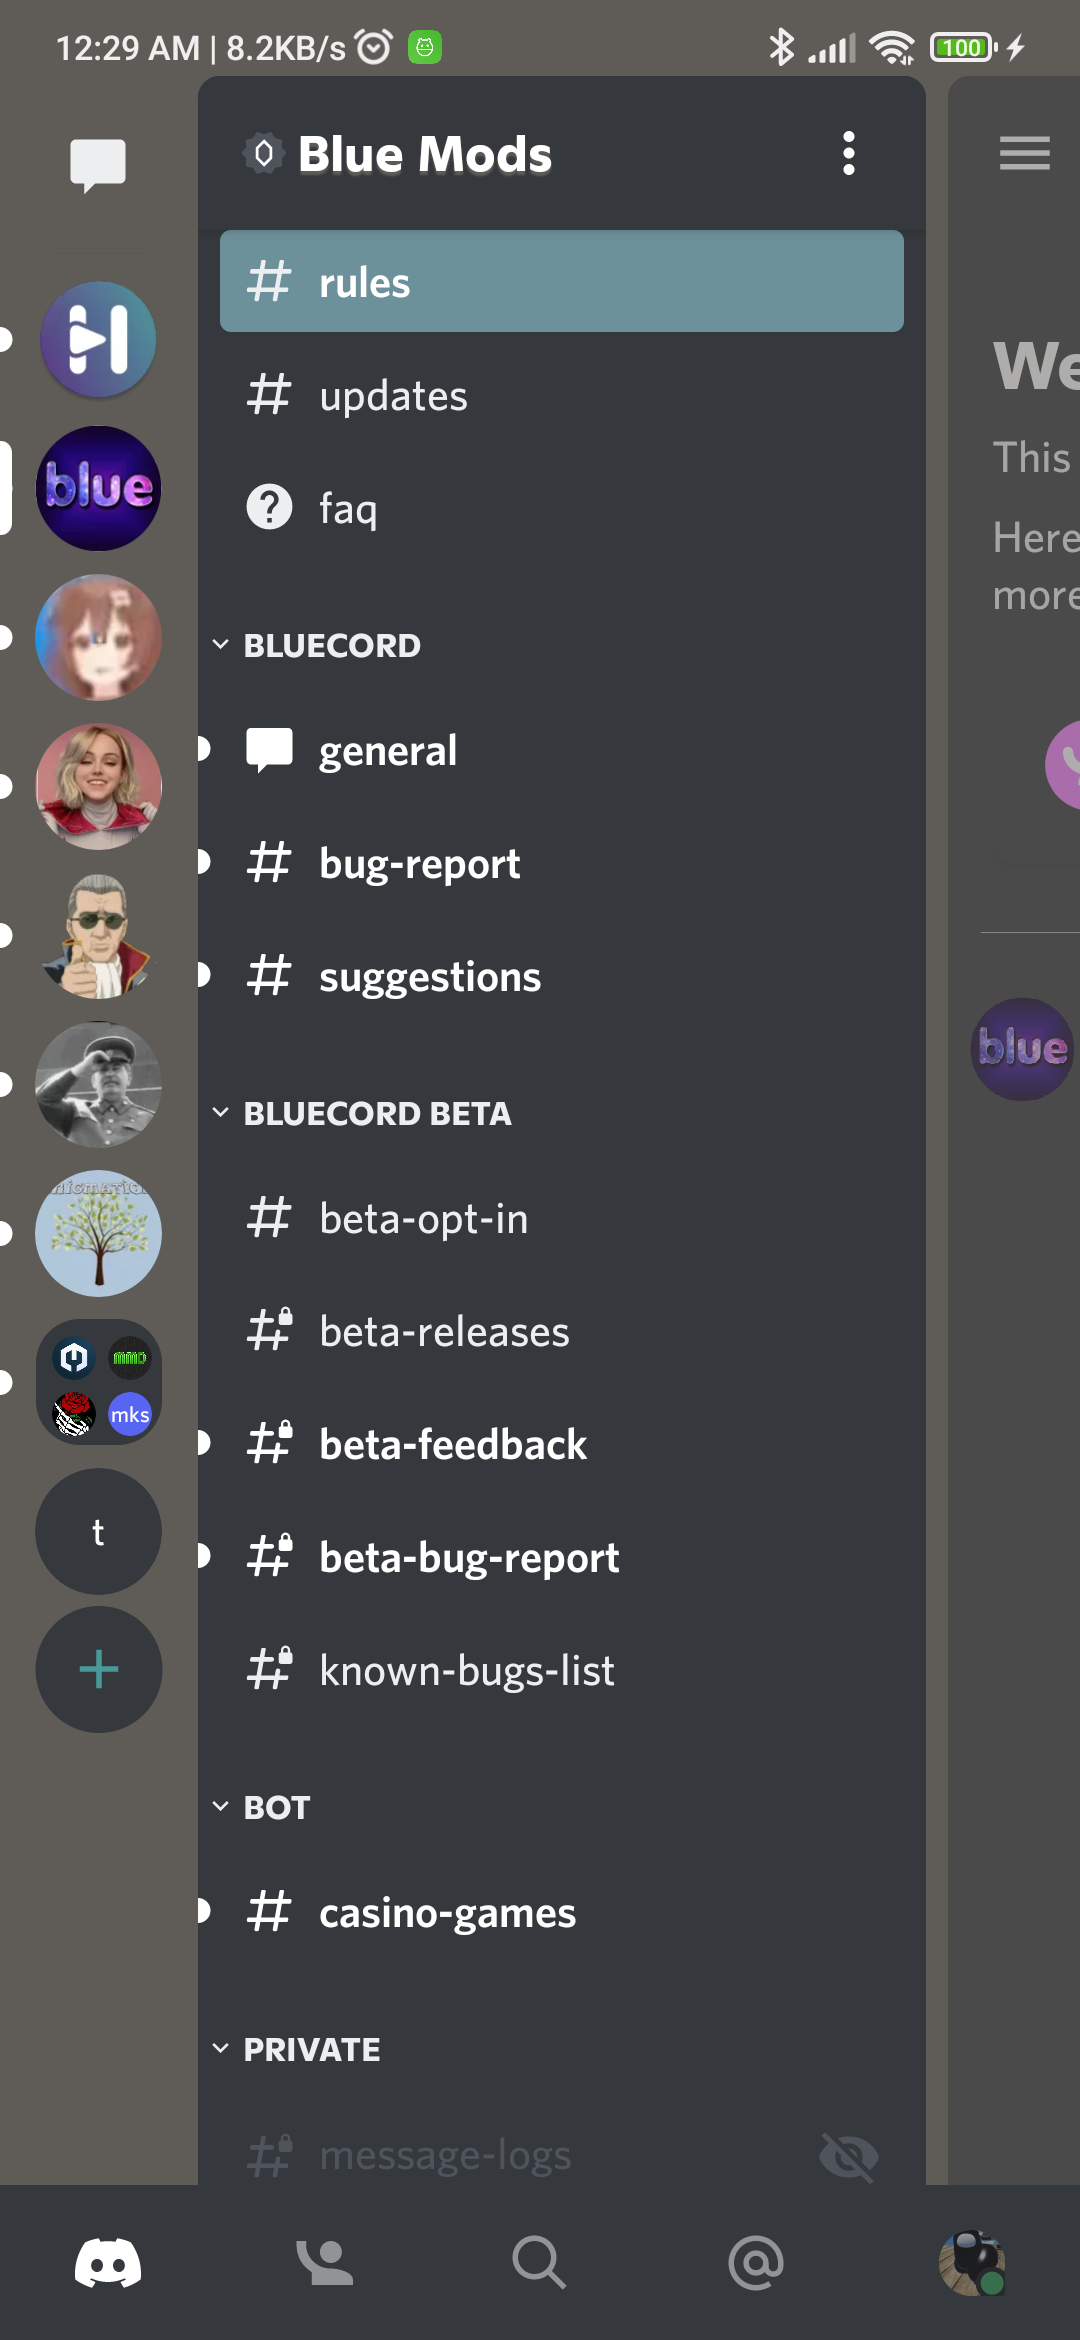 12:29 AM | 8.2KB/s
100
Blue Mods
rules
updates
faq
BLUECORD
general
bug-report
suggestions
BLUECORD BETA
beta-opt-in
beta-releases
beta-feedback
beta-bug-report
known-bugs-list
BOT
casino-games
PRIVATE
message-logs
blue
mmd
mks
t
We
This
Here
more
blue